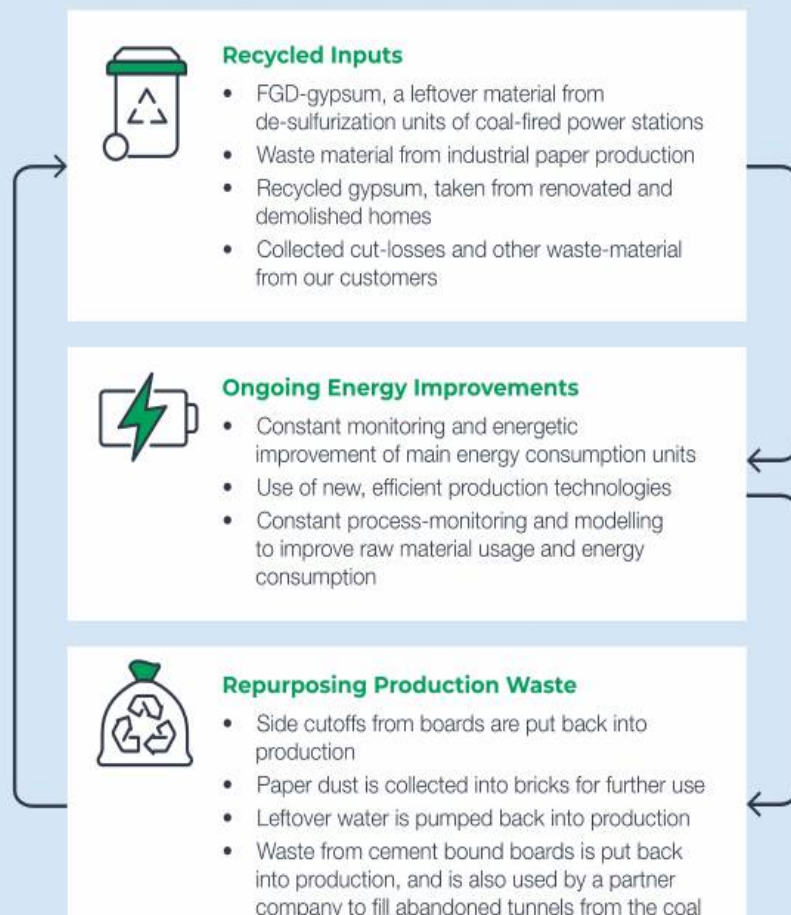 Recycled Inputs
• FGD-gypsum, a leftover material from
de-sulfurization units of coal-fired power stations
• Waste material from industrial paper production
• Recycled gypsum, taken from renovated and
demolished homes
• Collected cut-losses and other waste-material
from our customers
Ongoing Energy Improvements
• Constant monitoring and energetic
improvement of main energy consumption units
• Use of new, efficient production technologies
• Constant process-monitoring and modelling
to improve raw material usage and energy
consumption
Repurposing Production Waste
• Side cutoffs from boards are put back into
production
• Paper dust is collected into bricks for further use
• Leftover water is pumped back into production
• Waste from cement bound boards is put back
into production, and is also used by a partner
company to fill abandoned tunnels from the coal